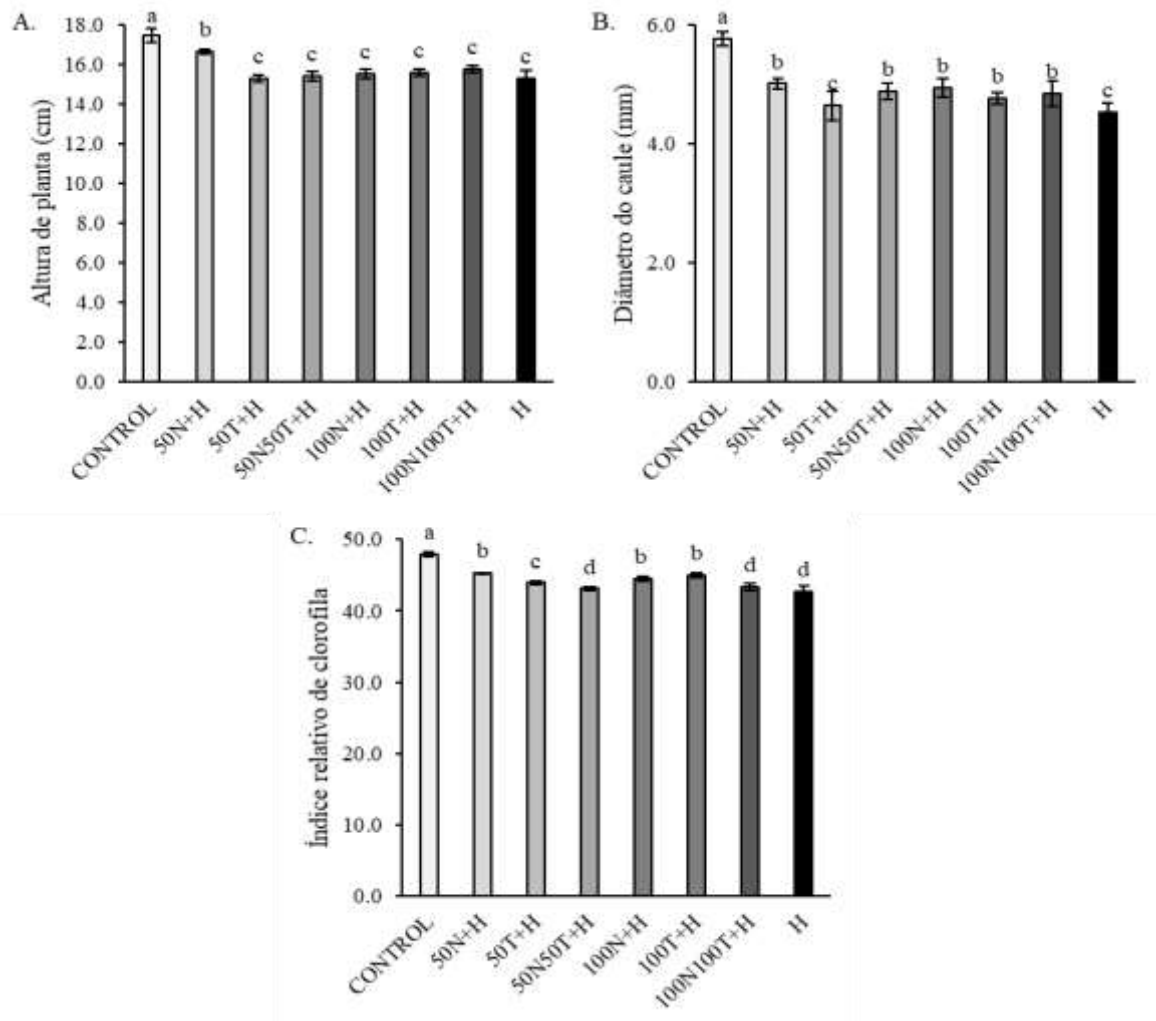 A.
Altura de planta (cm)
18.0
16.0
14.0
12.0
10.0
8.0
6.0
4.0
2.0
0.0
a
b
c
c
c
c
c
c
CONTROL
50N+H
50T+H
50N50T+H
100N+H
100T+H
100N100T+H
H
B.
Diâmetro do caule (mm)
6.0
4.0
2.0
0.0
a
b
c
b
b
b
b
c
CONTROL
50N+H
50T+H
50N50T+H
100N+H
100T+H
100N100T+H
H
C.
Índice relativo de clorofila
50.0
40.0
30.0
20.0
10.0
0.0
a
b
c
d
b
b
d
d
CONTROL
50N+H
50T+H
50N50T+H
100N+H
100T+H
100N100T+H
H